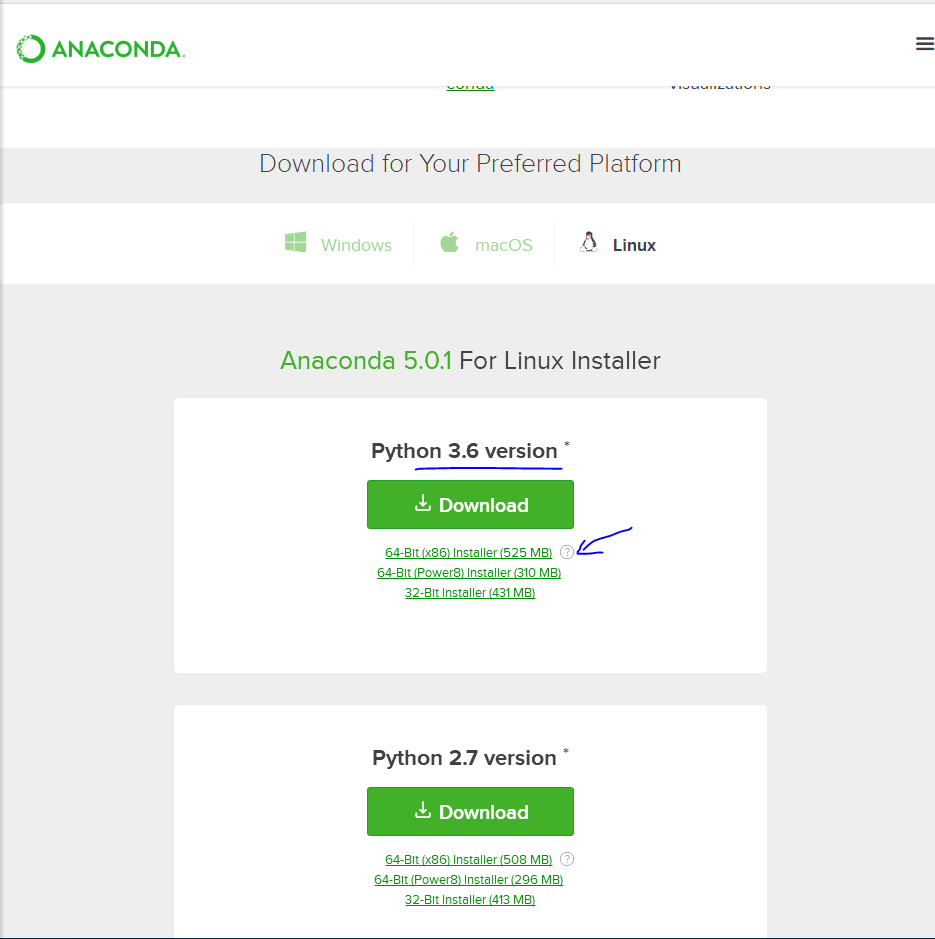 ANACONDA.
conda
visualizations
Download for Your Preferred Platform
Windows macOS Linux
Anaconda 5.0.1 For Linux Installer
Python 3.6 version *
Download
64-Bit (x86) Installer (525 MB) ?
64-Bit (Power8) Installer (310 MB)
32-Bit Installer (431 MB)
Python 2.7 version *
Download
64-Bit (x86) Installer (508 MB) ?
64-Bit (Power8) Installer (296 MB)
32-Bit Installer (413 MB)